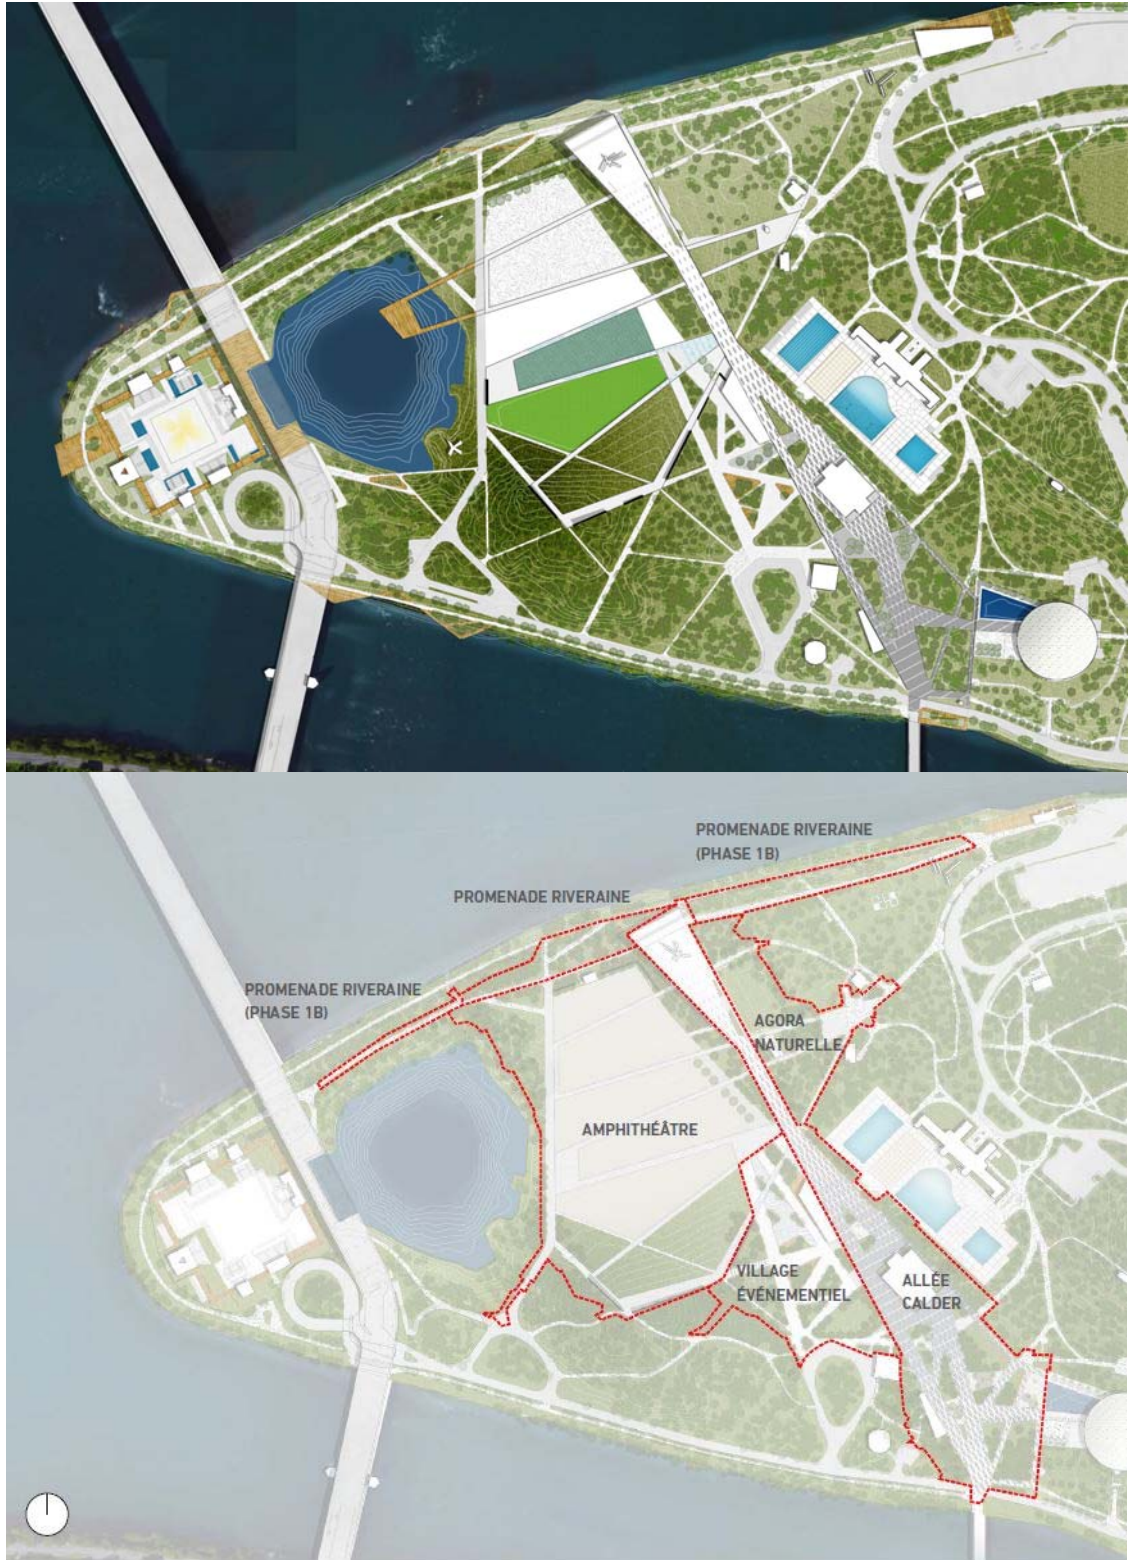 PROMENADE RIVERAINE
(PHASE 1B)
PROMENADE RIVERAINE
PROMENADE RIVERAINE
(PHASE 1B)
AGORA
NATURELLE
AMPHITHÉÂTRE
VILLAGE
ÉVÉNEMENTIEL
ALLÉE
CALDER